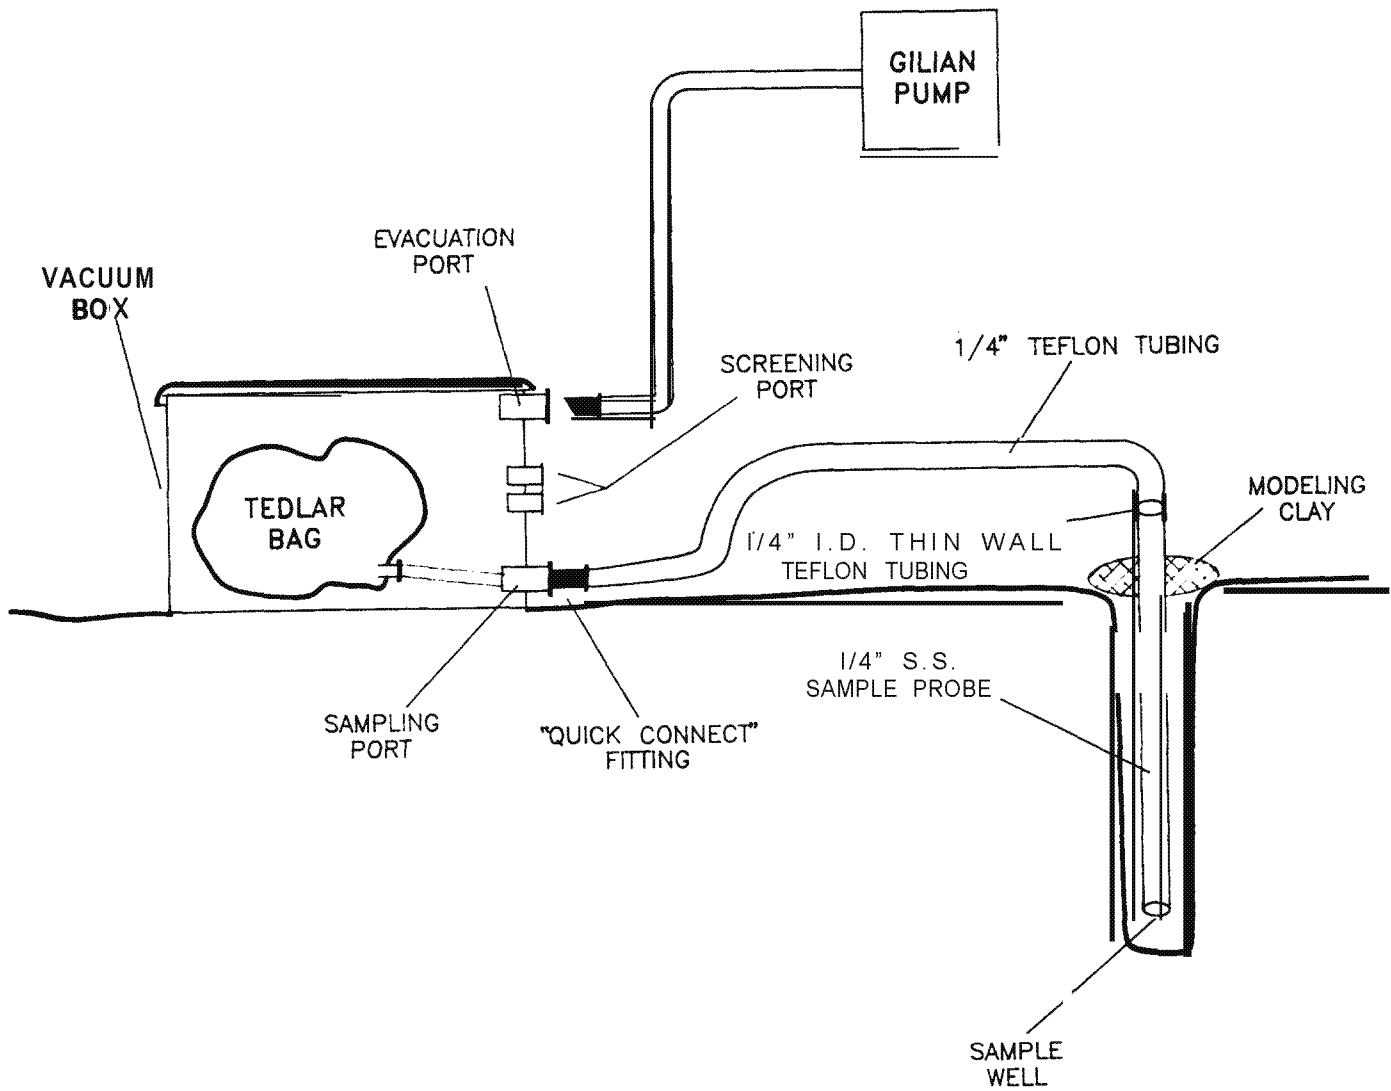 GILIAN
PUMP
EVACUATION
PORT
VACUUM
BOX
SCREENING
PORT
1/4" TEFLON TUBING
MODELING
CLAY
TEDLAR
BAG
1/4" I.D. THIN WALL
TEFLON TUBING
1/4" S.S.
SAMPLE PROBE
SAMPLING
PORT
"QUICK CONNECT"
FITTING
SAMPLE
WELL